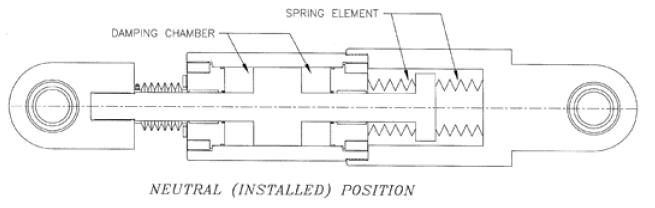 SPRING ELEMENT
DAMPING CHAMBER
NEUTRAL (INSTALLED) POSITION